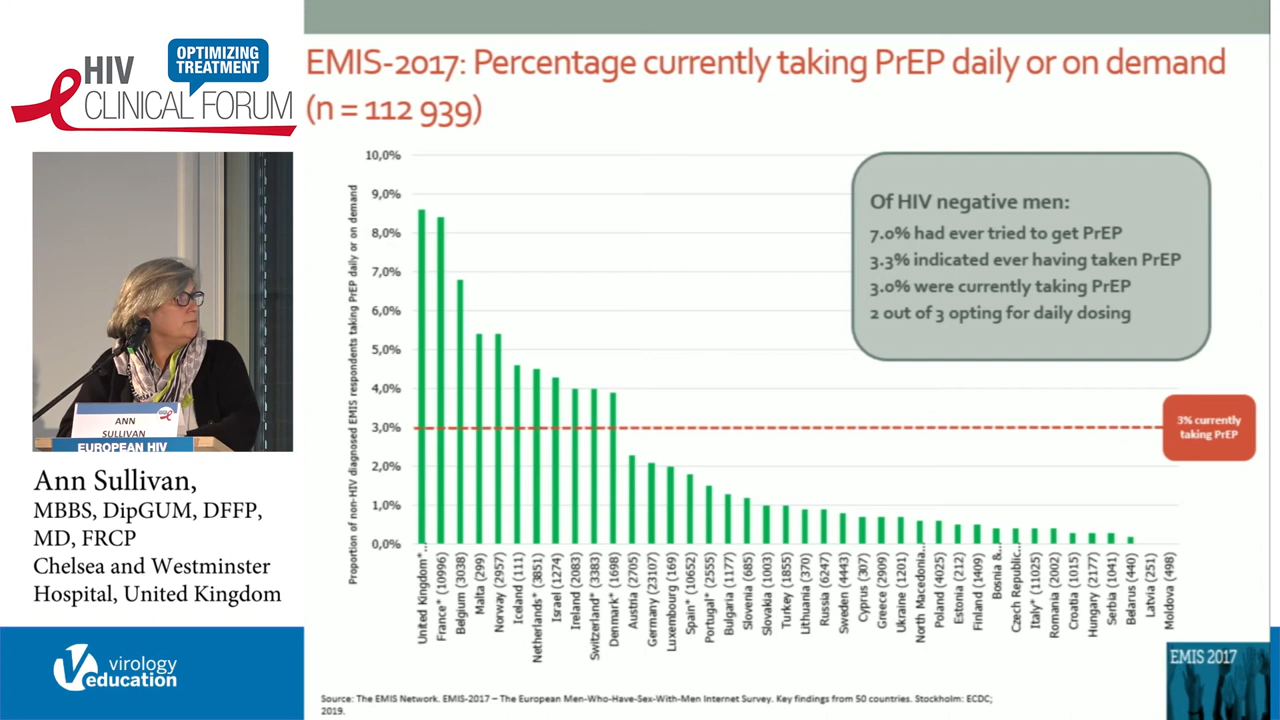 HIV
OPTIMIZING
TREATMENT
CLINICAL FORUM
ANN
SULLIVAN
EUROPEAN HIV
Ann Sullivan,
MBBS, DipGUM, DFFP,
MD, FRCP
Chelsea and Westminster
Hospital, United Kingdom
virology
education
EMIS-2017: Percentage currently taking PrEP daily or on demand
(n = 112 939)
Proportion of non-HIV diagnosed EMIS respondents taking PrEP daily or on demand
10,0%
9,0%
8,0%
7,0%
6,0%
5,0%
4,0%
3,0%
2,0%
1,0%
0,0%
Of HIV negative men:
7.0% had ever tried to get PrEP
3.3% indicated ever having taken PrEP
3.0% were currently taking PrEP
2 out of 3 opting for daily dosing
3% currently
taking PrEP
United Kingdom*…
France* (10996)
Belgium (3038)
Malta (299)
Norway (2957)
Iceland (111)
Netherlands* (3851)
Israel (1274)
Ireland (2083)
Switzerland* (3383)
Denmark* (1698)
Austria (2705)
Germany (23107)
Luxembourg (169)
Spain* (10652)
Portugal* (2555)
Bulgaria (1177)
Slovenia (685)
Slovakia (1003)
Turkey (1855)
Lithuania (370)
Russia (6247)
Sweden (4443)
Cyprus (307)
Greece (2909)
Ukraine (1201)
North Macedonia…
Poland (4025)
Estonia (212)
Finland (1409)
Bosnia &…
Czech Republic…
Italy* (11025)
Romania (2002)
Croatia (1015)
Hungary (2177)
Serbia (1041)
Belarus (440)
Latvia (251)
Moldova (498)
EMIS 2017
Source: The EMIS Network. EMIS-2017 – The European Men-Who-Have-Sex-With-Men Internet Survey. Key findings from 50 countries. Stockholm: ECDC;
2019.